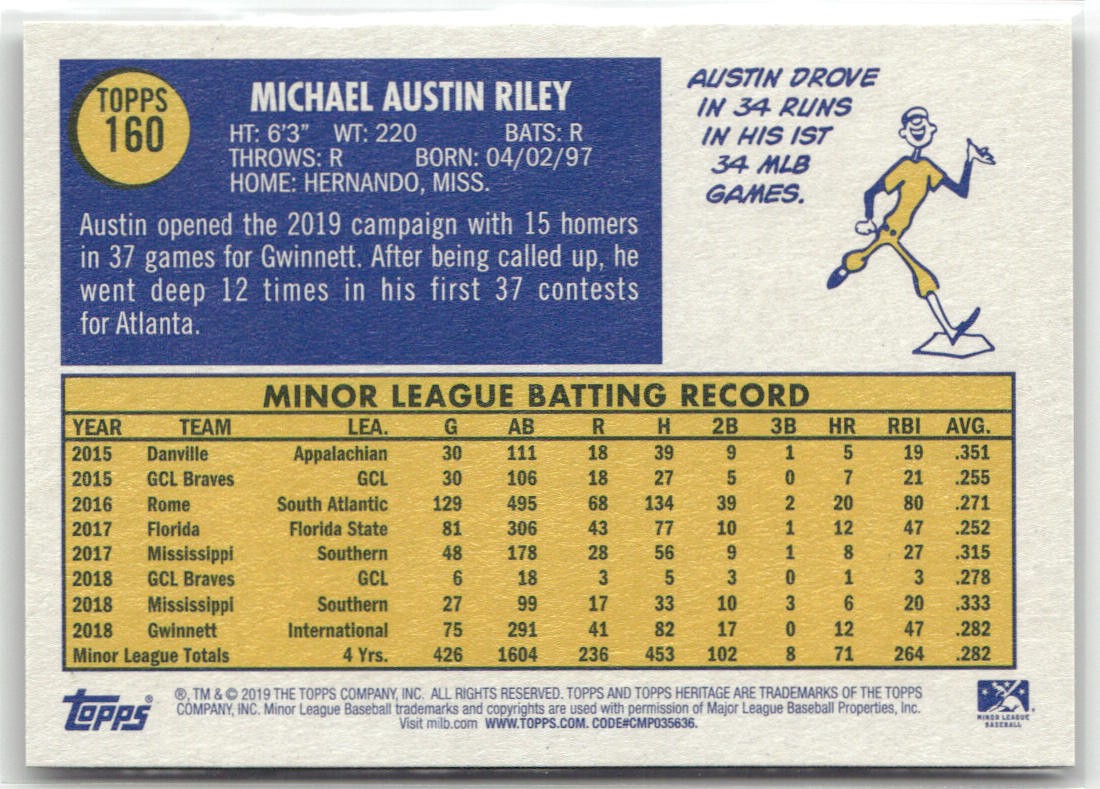 TOPPS
160
MICHAEL AUSTIN RILEY
HT: 6'3" WT: 220 BATS: R
THROWS: R BORN: 04/02/97
HOME: HERNANDO, MISS.
Austin opened the 2019 campaign with 15 homers
in 37 games for Gwinnett. After being called up, he
went deep 12 times in his first 37 contests
for Atlanta.
AUSTIN DROVE
IN 34 RUNS
IN HIS 1ST
34 MLB
GAMES.
MINOR LEAGUE BATTING RECORD
YEAR TEAM LEA. G AB R H 2B 3B HR RBI AVG.
2015 Danville Appalachian 30 111 18 39 9 1 5 19 .351
2015 GCL Braves GCL 30 106 18 27 5 0 7 21 .255
2016 Rome South Atlantic 129 495 68 134 39 2 20 80 .271
2017 Florida Florida State 81 306 43 77 10 1 12 47 .252
2017 Mississippi Southern 48 178 28 56 9 1 8 27 .315
2018 GCL Braves GCL 6 18 3 5 3 0 1 3 .278
2018 Mississippi Southern 27 99 17 33 10 3 6 20 .333
2018 Gwinnett International 75 291 41 82 17 0 12 47 .282
Minor League Totals 4 Yrs. 426 1604 236 453 102 8 71 264 .282
Topps®
®, TM & © 2019 THE TOPPS COMPANY, INC. ALL RIGHTS RESERVED. TOPPS AND TOPPS HERITAGE ARE TRADEMARKS OF THE TOPPS
COMPANY, INC. Minor League Baseball trademarks and copyrights are used with permission of Major League Baseball Properties, Inc.
Visit milb.com WWW.TOPPS.COM. CODE#CMP035636.
MINOR LEAGUE
BASEBALL